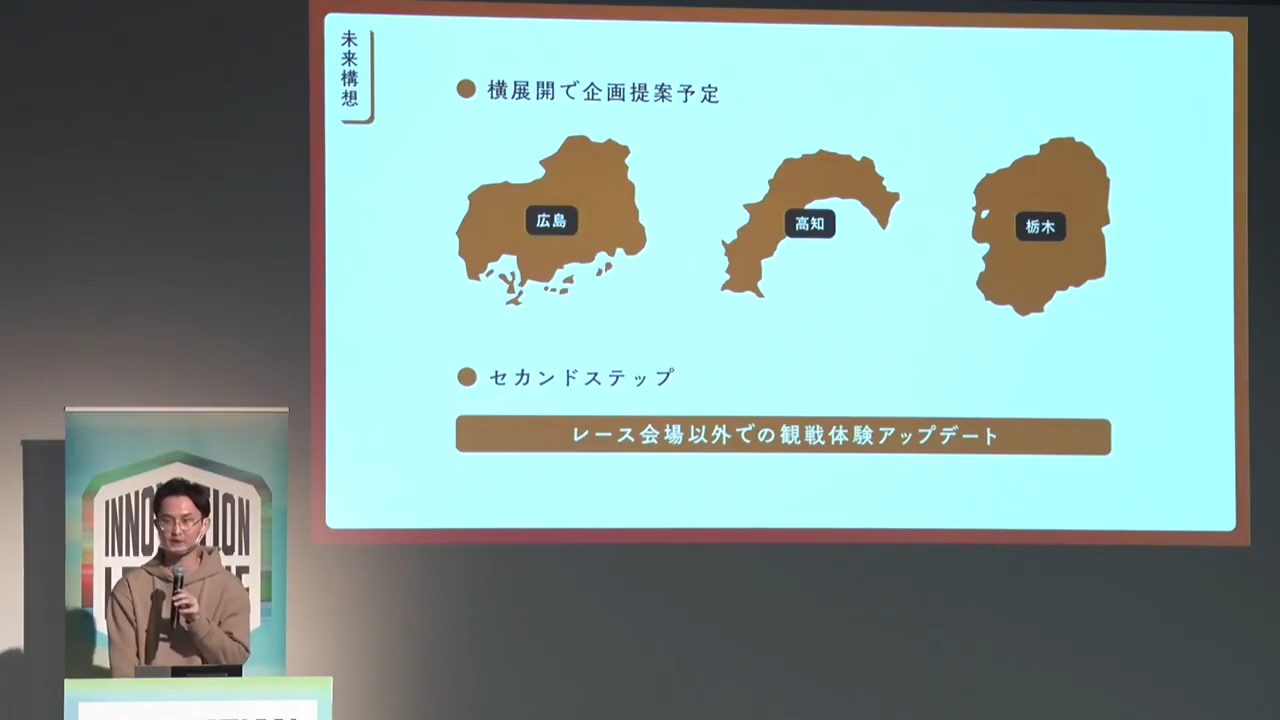 未来構想
横展開で企画提案予定
広島
高知
栃木
セカンドステップ
レース会場以外での観戦体験アップデート